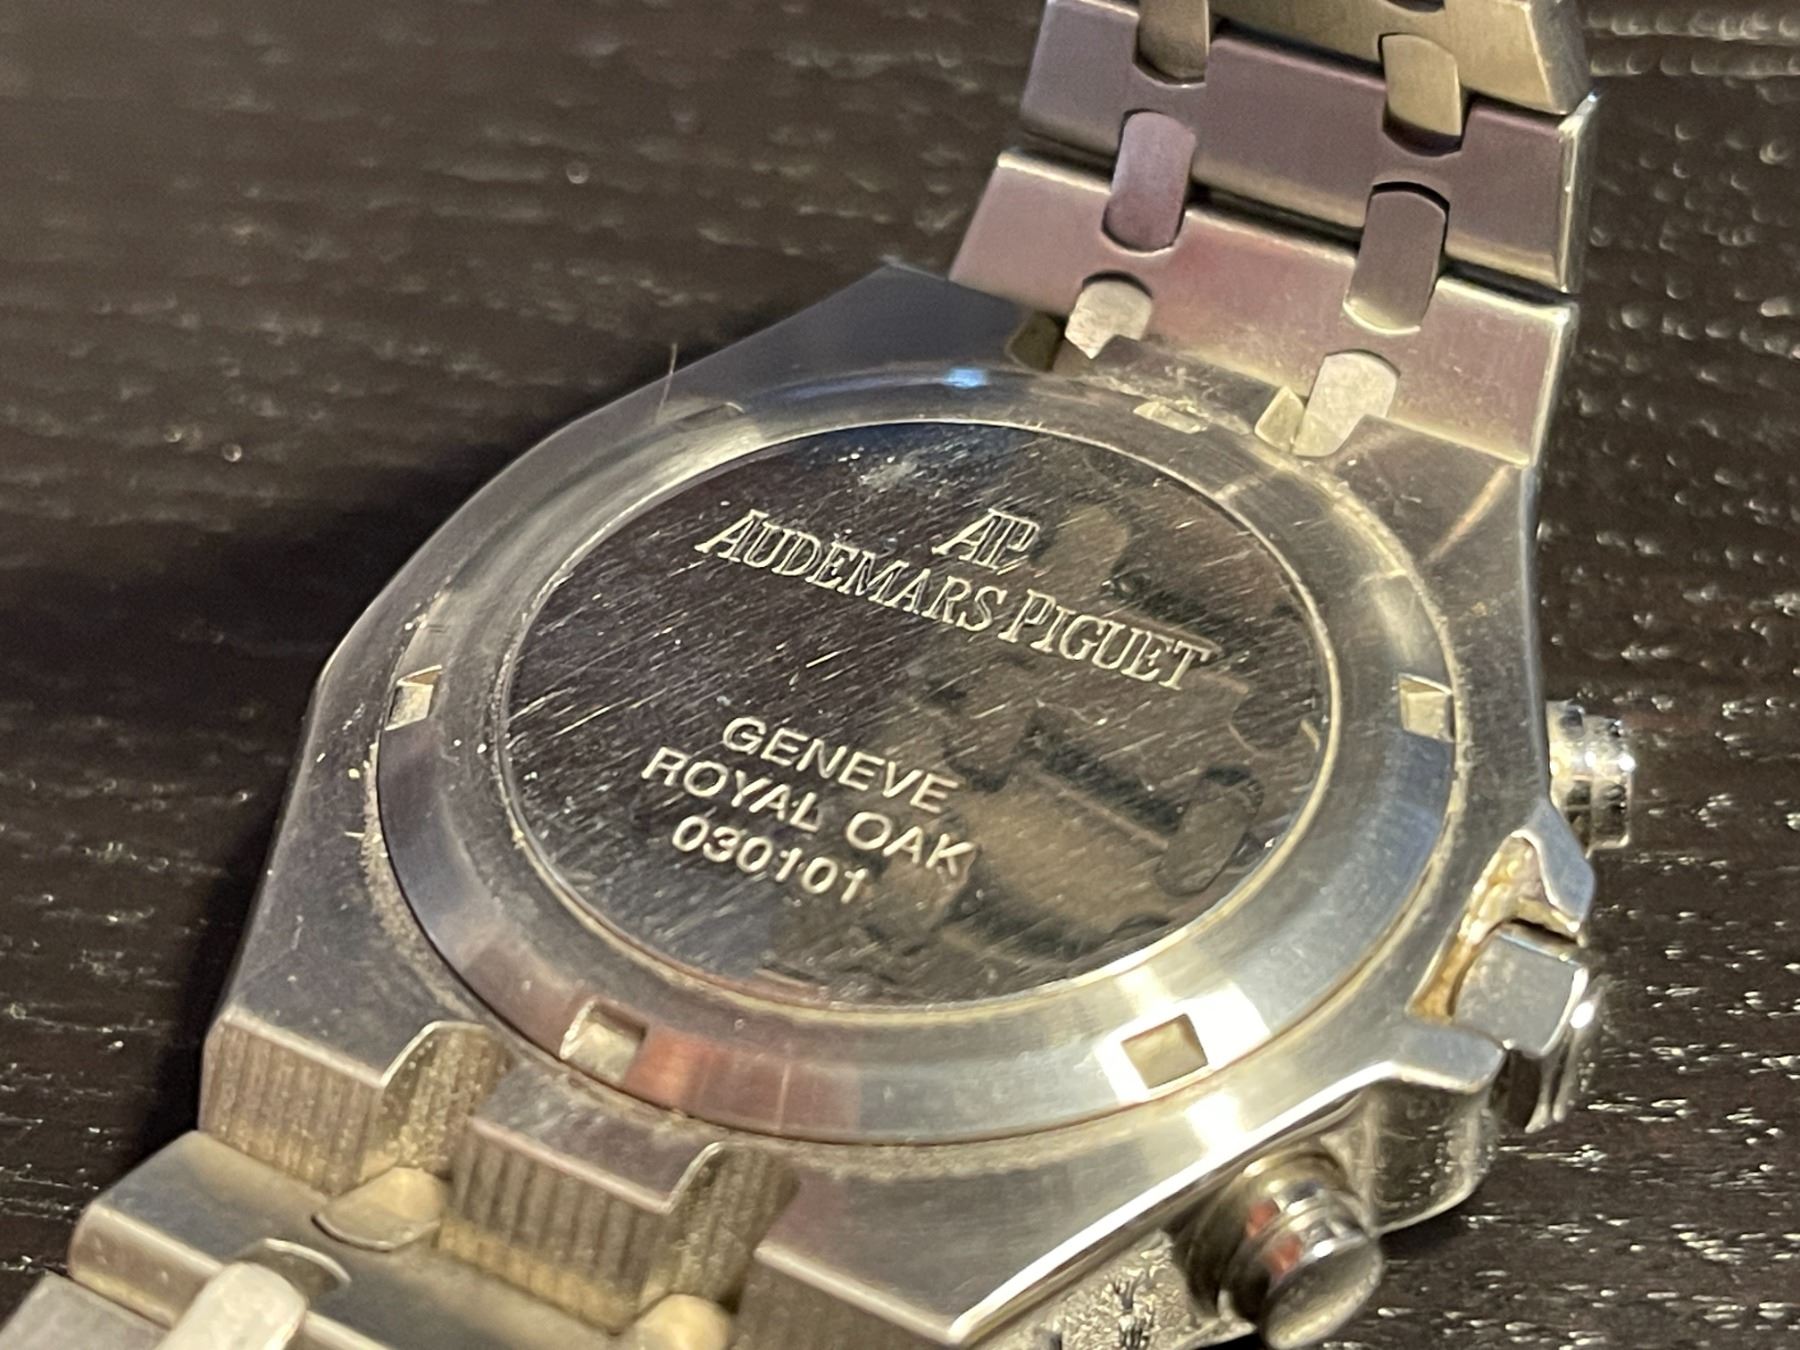 AP
AUDEMARS PIGUET
GENEVE
ROYAL OAK
030101